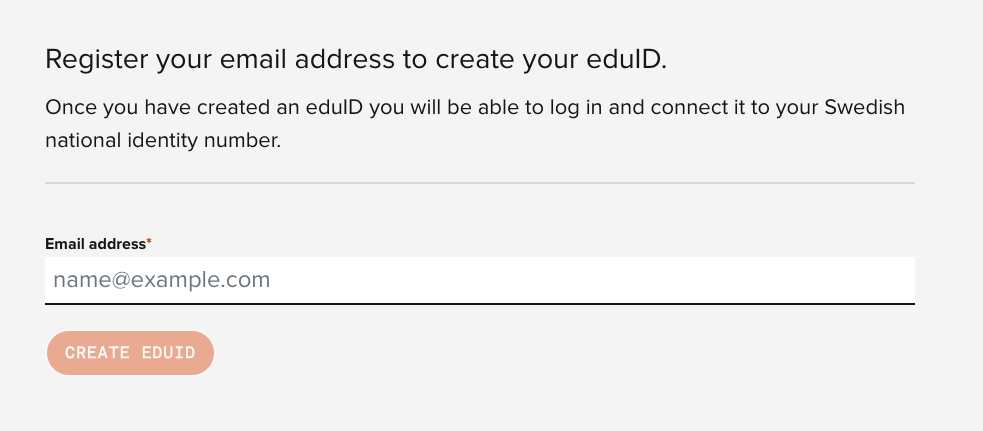 Register your email address to create your eduID.
Once you have created an eduID you will be able to log in and connect it to your Swedish
national identity number.
Email address*
name@example.com
CREATE EDUID